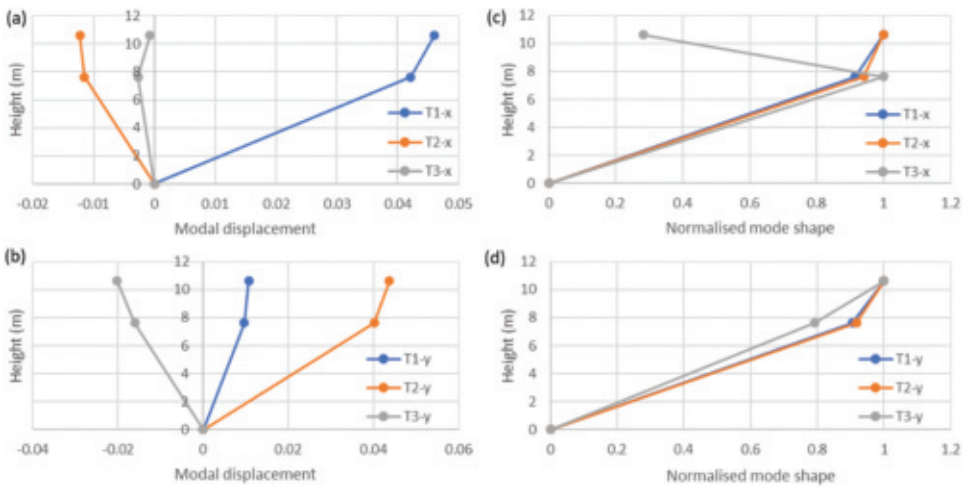 (a)
Height (m)
12
10
8
6
4
2
0
-0.02 -0.01 0 0.01 0.02 0.03 0.04 0.05
Modal displacement
T1-x
T2-x
T3-x
(c)
Height (m)
12
10
8
6
4
2
0
0 0.2 0.4 0.6 0.8 1 1.2
Normalised mode shape
T1-x
T2-x
T3-x
(b)
Height (m)
12
10
8
6
4
2
0
-0.04 -0.02 0 0.02 0.04 0.06
Modal displacement
T1-y
T2-y
T3-y
(d)
Height (m)
12
10
8
6
4
2
0
0 0.2 0.4 0.6 0.8 1 1.2
Normalised mode shape
T1-y
T2-y
T3-y